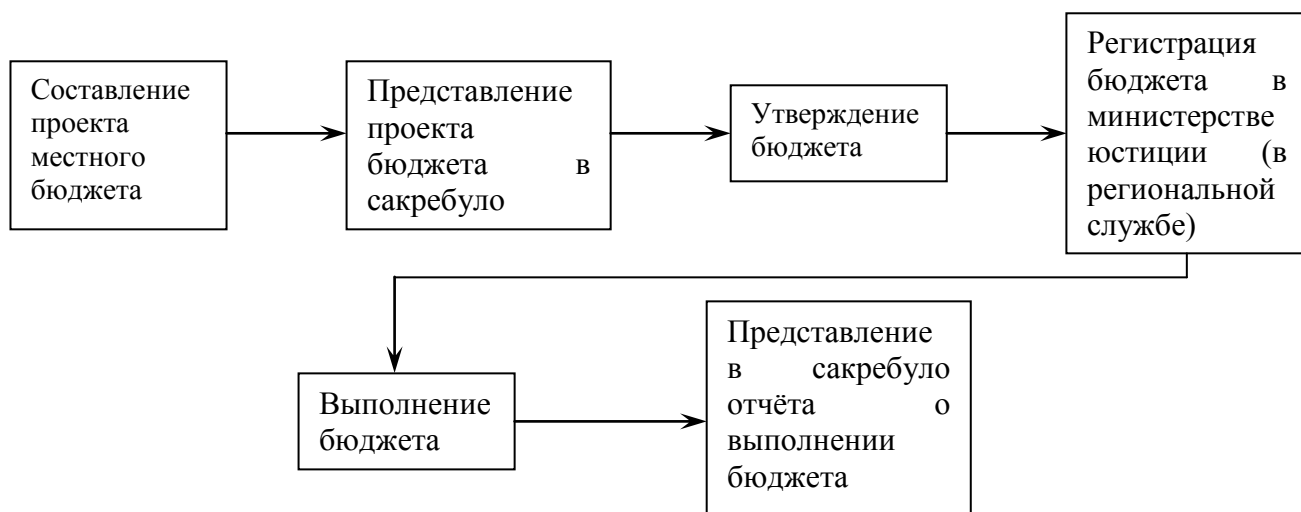 Составление
проекта
местного
бюджета
Представление
проекта
бюджета в
сакребуло
Утверждение
бюджета
Регистрация
бюджета в
министерстве
юстиции (в
региональной
службе)
Выполнение
бюджета
Представление
в сакребуло
отчёта о
выполнении
бюджета